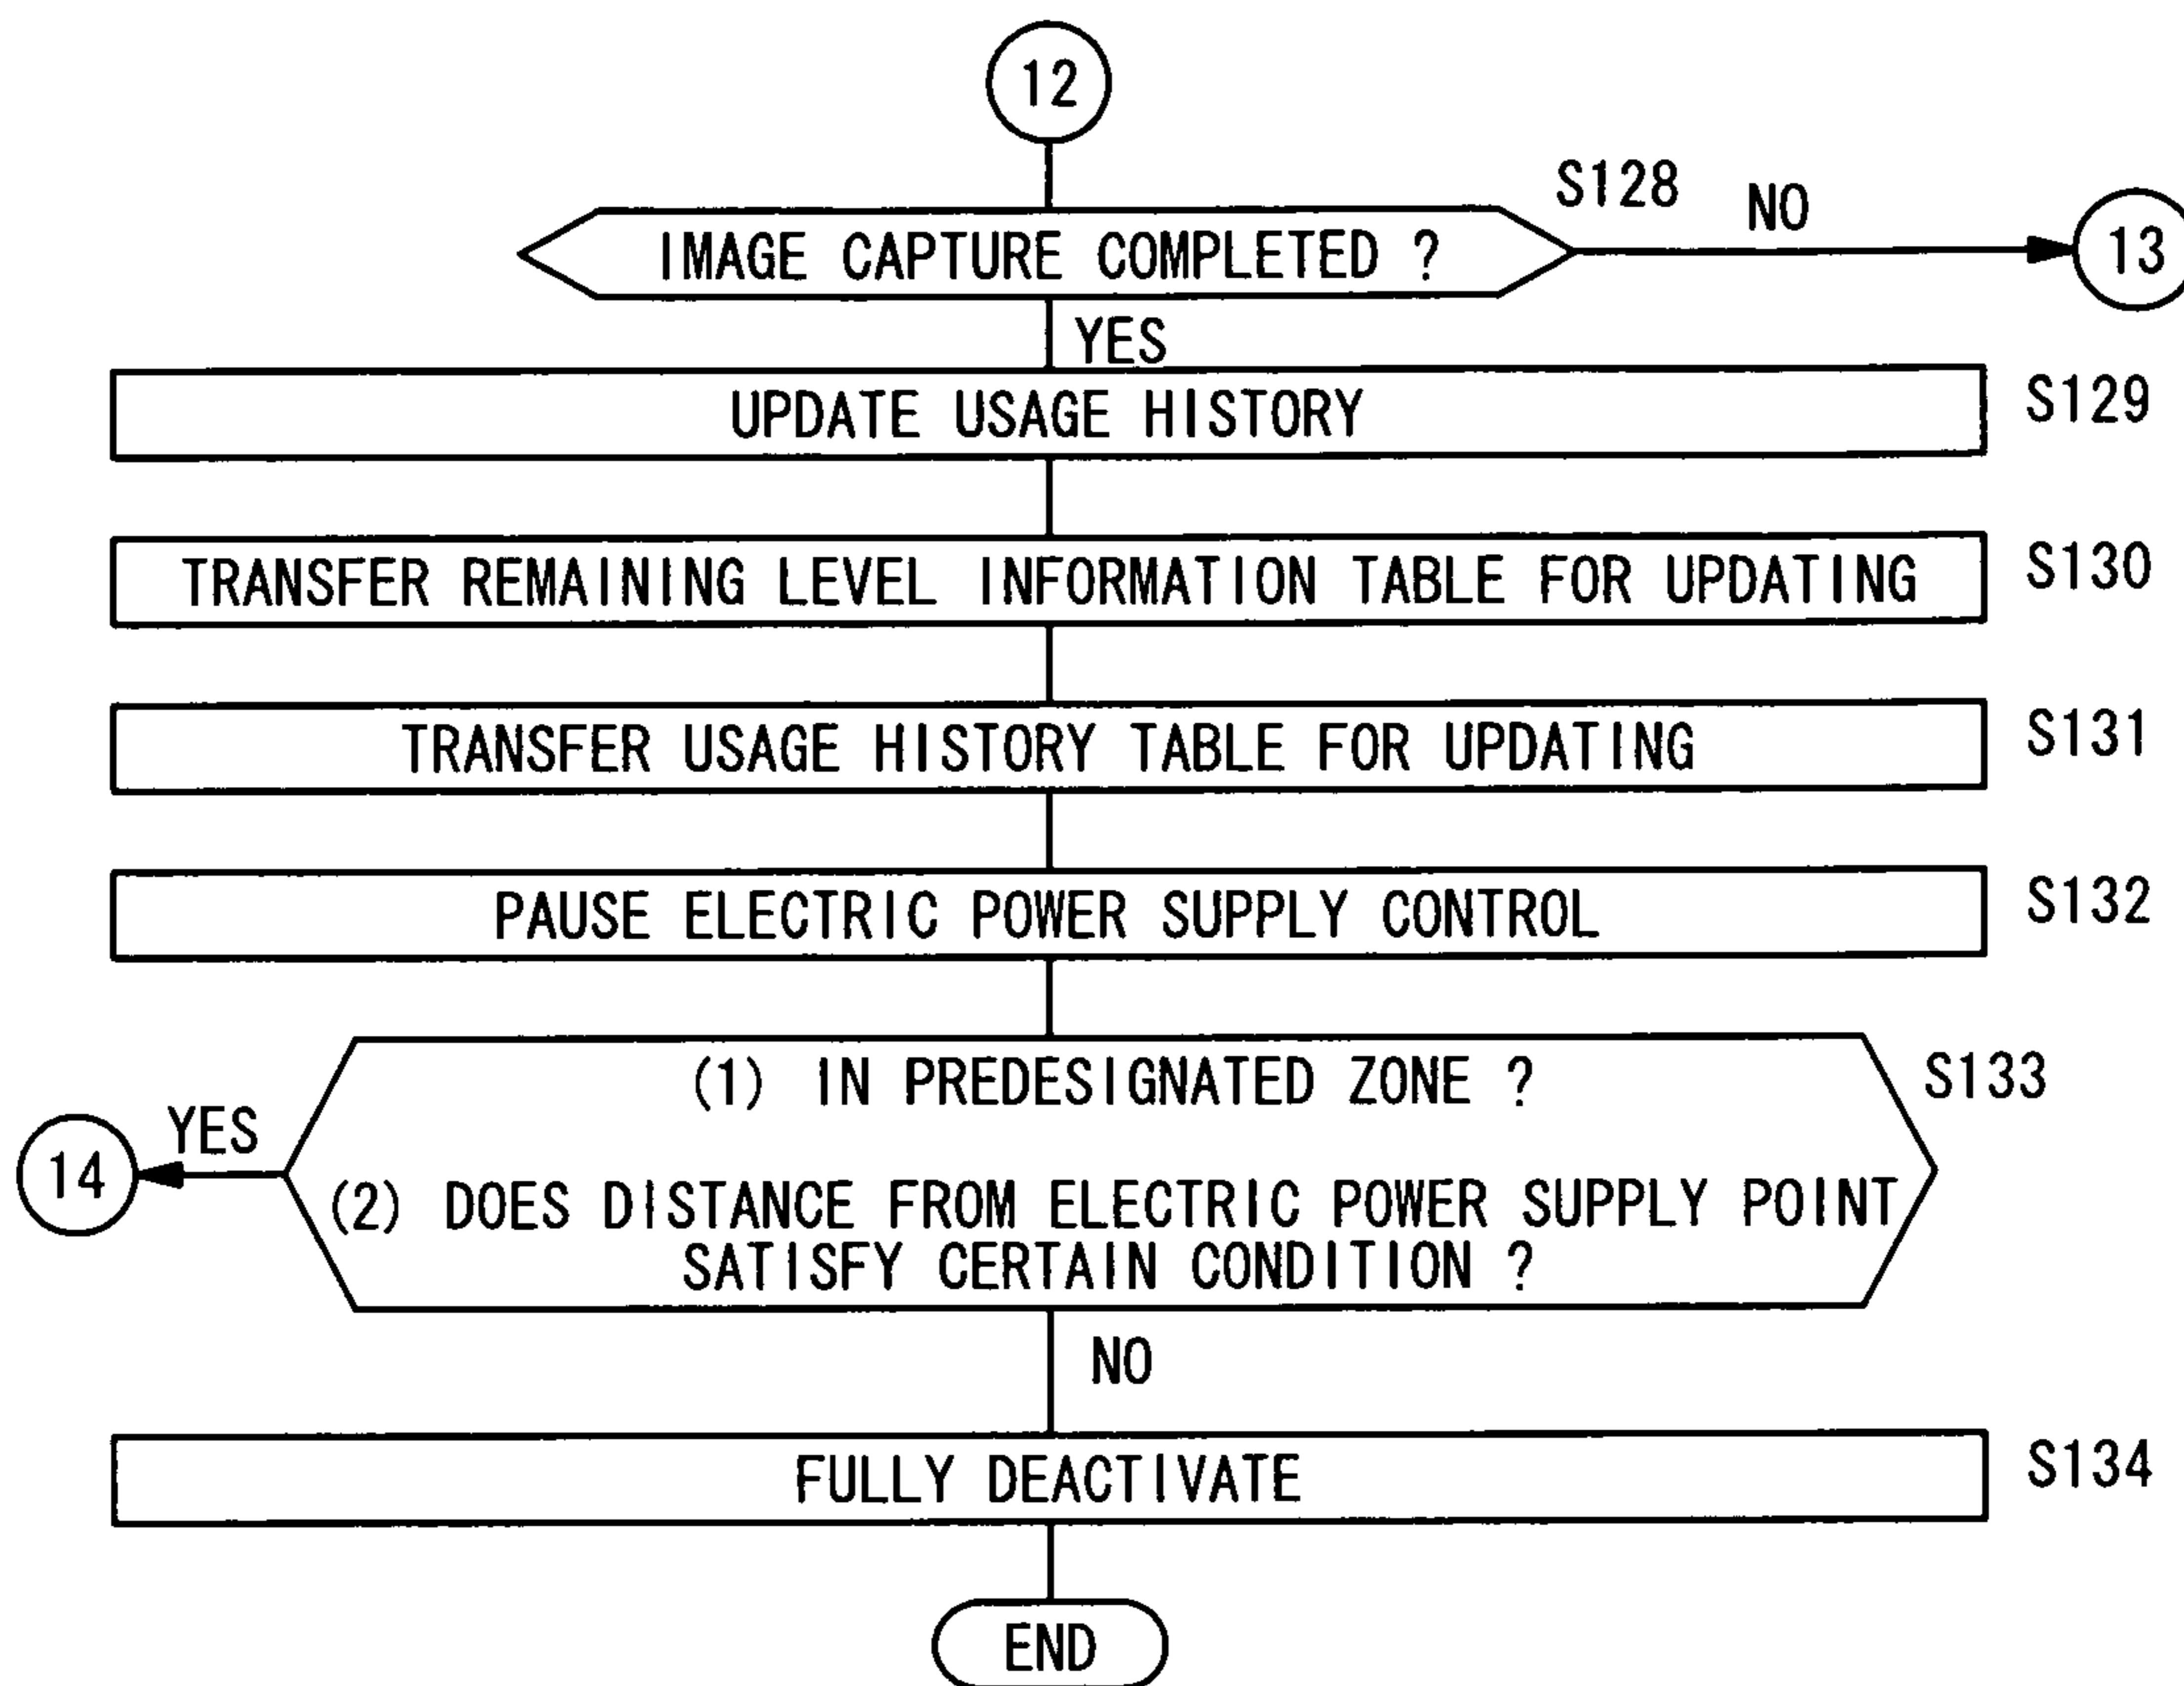 12
S128
NO
IMAGE CAPTURE COMPLETED ?
13
YES
UPDATE USAGE HISTORY
S129
TRANSFER REMAINING LEVEL INFORMATION TABLE FOR UPDATING
S130
TRANSFER USAGE HISTORY TABLE FOR UPDATING
S131
PAUSE ELECTRIC POWER SUPPLY CONTROL
S132
(1) IN PREDESIGNATED ZONE ?
S133
YES
14
(2) DOES DISTANCE FROM ELECTRIC POWER SUPPLY POINT
SATISFY CERTAIN CONDITION ?
NO
FULLY DEACTIVATE
S134
END